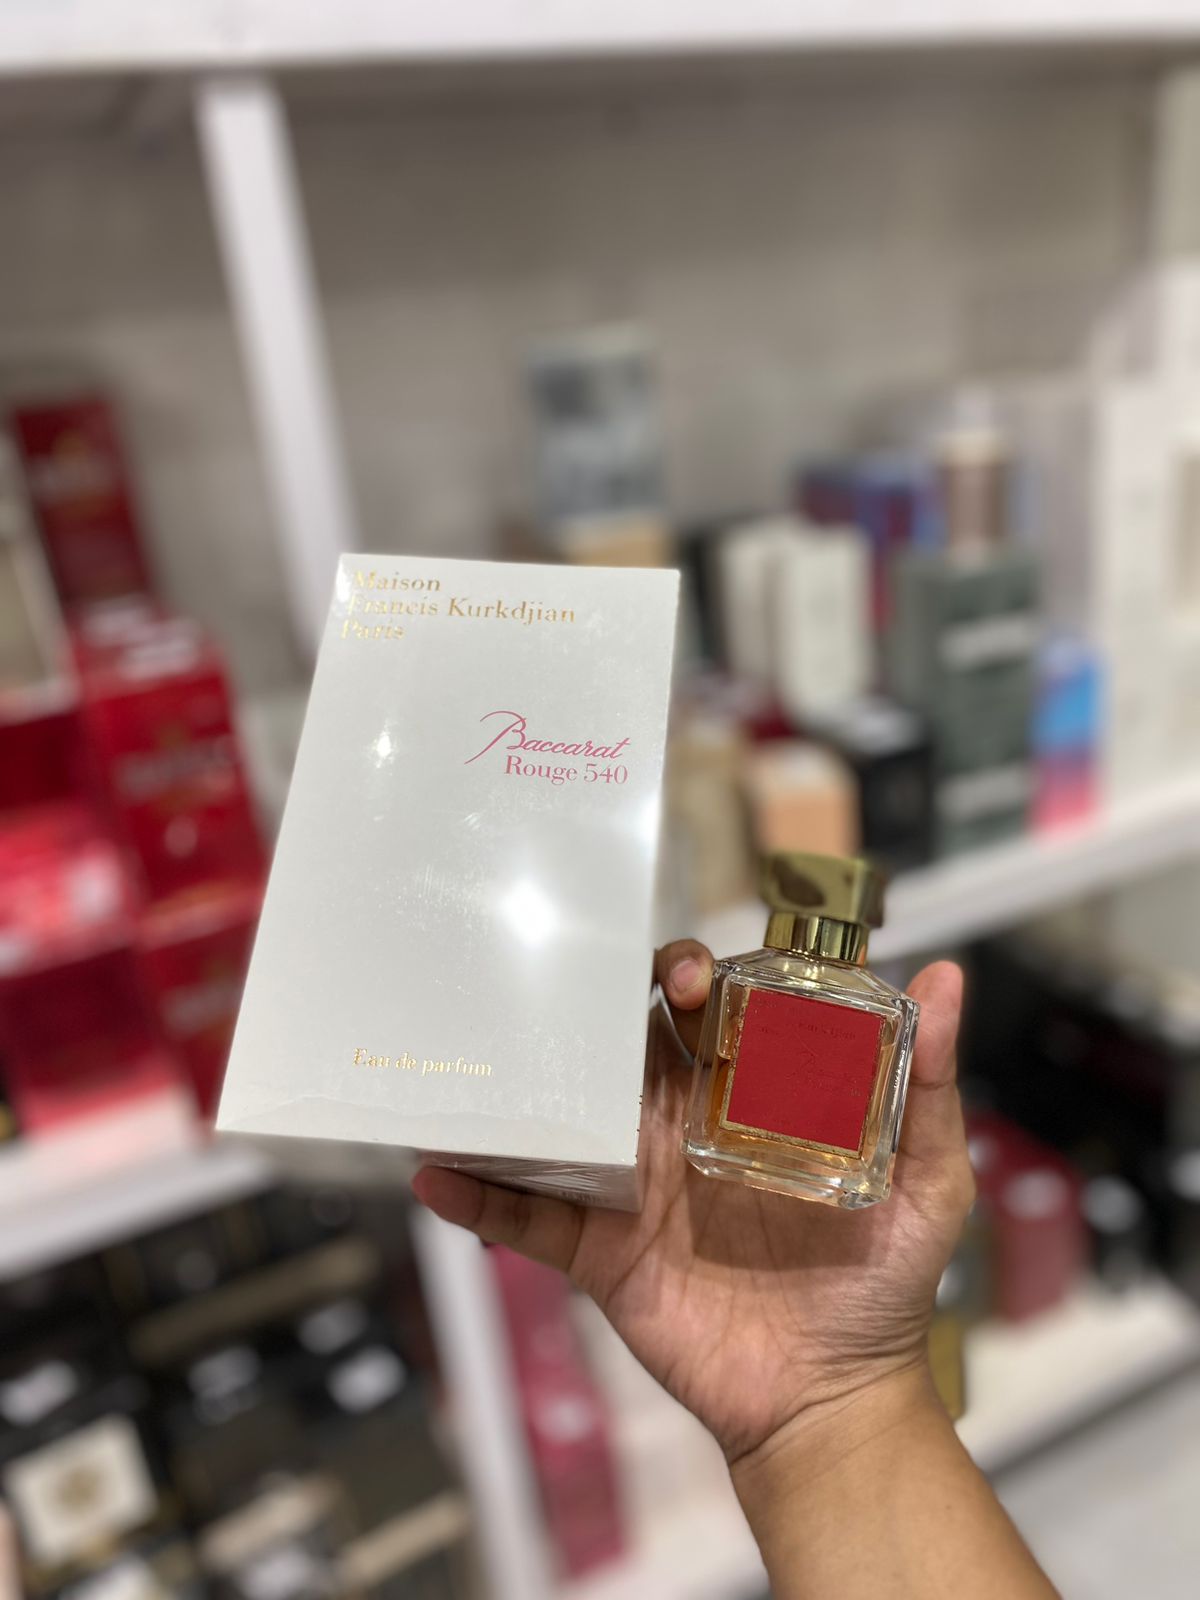 Maison
Francis Kurkdjian
Paris
Baccarat
Rouge 540
Eau de parfum